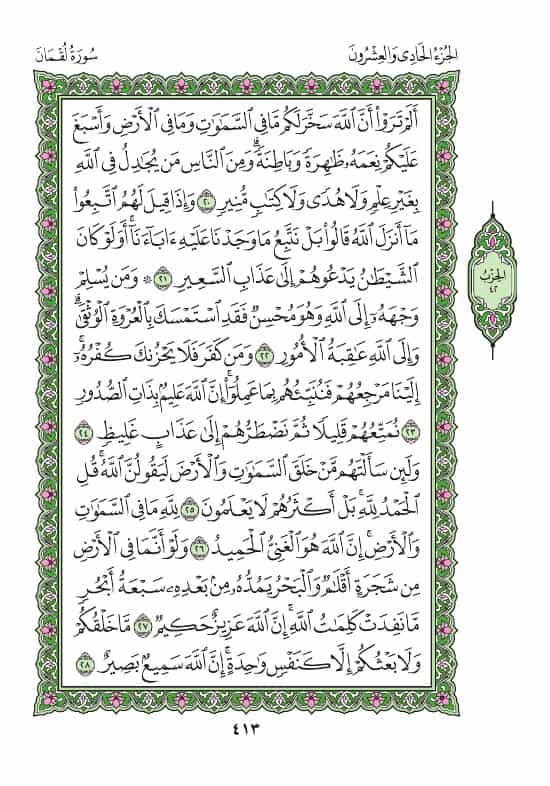 الجُزْءُ الحَادِي وَالعِشْرُونَ
سُورَةُ لُقْمَانَ
أَلَمْ تَرَوْا۟ أَنَّ ٱللَّهَ سَخَّرَ لَكُم مَّا فِى ٱلسَّمَـٰوَٰتِ وَمَا فِى ٱلْأَرْضِ وَأَسْبَغَ
عَلَيْكُمْ نِعَمَهُۥ ظَـٰهِرَةً وَبَاطِنَةً ۗ وَمِنَ ٱلنَّاسِ مَن يُجَـٰدِلُ فِى ٱللَّهِ
بِغَيْرِ عِلْمٍ وَلَا هُدًى وَلَا كِتَـٰبٍ مُّنِيرٍ ٢٠ وَإِذَا قِيلَ لَهُمُ ٱتَّبِعُوا۟
مَآ أَنزَلَ ٱللَّهُ قَالُوا۟ بَلْ نَتَّبِعُ مَا وَجَدْنَا عَلَيْهِ ءَابَآءَنَآ ۚ أَوَلَوْ كَانَ
ٱلشَّيْطَـٰنُ يَدْعُوهُمْ إِلَىٰ عَذَابِ ٱلسَّعِيرِ ٢١ ۞ وَمَن يُسْلِمْ
وَجْهَهُۥٓ إِلَى ٱللَّهِ وَهُوَ مُحْسِنٌ فَقَدِ ٱسْتَمْسَكَ بِٱلْعُرْوَةِ ٱلْوُثْقَىٰ ۗ
وَإِلَى ٱللَّهِ عَـٰقِبَةُ ٱلْأُمُورِ ٢٢ وَمَن كَفَرَ فَلَا يَحْزُنكَ كُفْرُهُۥٓ ۚ
إِلَيْنَا مَرْجِعُهُمْ فَنُنَبِّئُهُم بِمَا عَمِلُوٓا۟ ۚ إِنَّ ٱللَّهَ عَلِيمٌۢ بِذَاتِ ٱلصُّدُورِ
٢٣ نُمَتِّعُهُمْ قَلِيلًا ثُمَّ نَضْطَرُّهُمْ إِلَىٰ عَذَابٍ غَلِيظٍ ٢٤
وَلَئِن سَأَلْتَهُم مَّنْ خَلَقَ ٱلسَّمَـٰوَٰتِ وَٱلْأَرْضَ لَيَقُولُنَّ ٱللَّهُ ۚ قُلِ
ٱلْحَمْدُ لِلَّهِ ۚ بَلْ أَكْثَرُهُمْ لَا يَعْلَمُونَ ٢٥ لِلَّهِ مَا فِى ٱلسَّمَـٰوَٰتِ
وَٱلْأَرْضِ ۚ إِنَّ ٱللَّهَ هُوَ ٱلْغَنِىُّ ٱلْحَمِيدُ ٢٦ وَلَوْ أَنَّمَا فِى ٱلْأَرْضِ
مِن شَجَرَةٍ أَقْلَـٰمٌ وَٱلْبَحْرُ يَمُدُّهُۥ مِنۢ بَعْدِهِۦ سَبْعَةُ أَبْحُرٍ
مَّا نَفِدَتْ كَلِمَـٰتُ ٱللَّهِ ۗ إِنَّ ٱللَّهَ عَزِيزٌ حَكِيمٌ ٢٧ مَّا خَلْقُكُمْ
وَلَا بَعْثُكُمْ إِلَّا كَنَفْسٍ وَٰحِدَةٍ ۗ إِنَّ ٱللَّهَ سَمِيعٌۢ بَصِيرٌ ٢٨
الحِزْبُ
٤٢
٤١٣